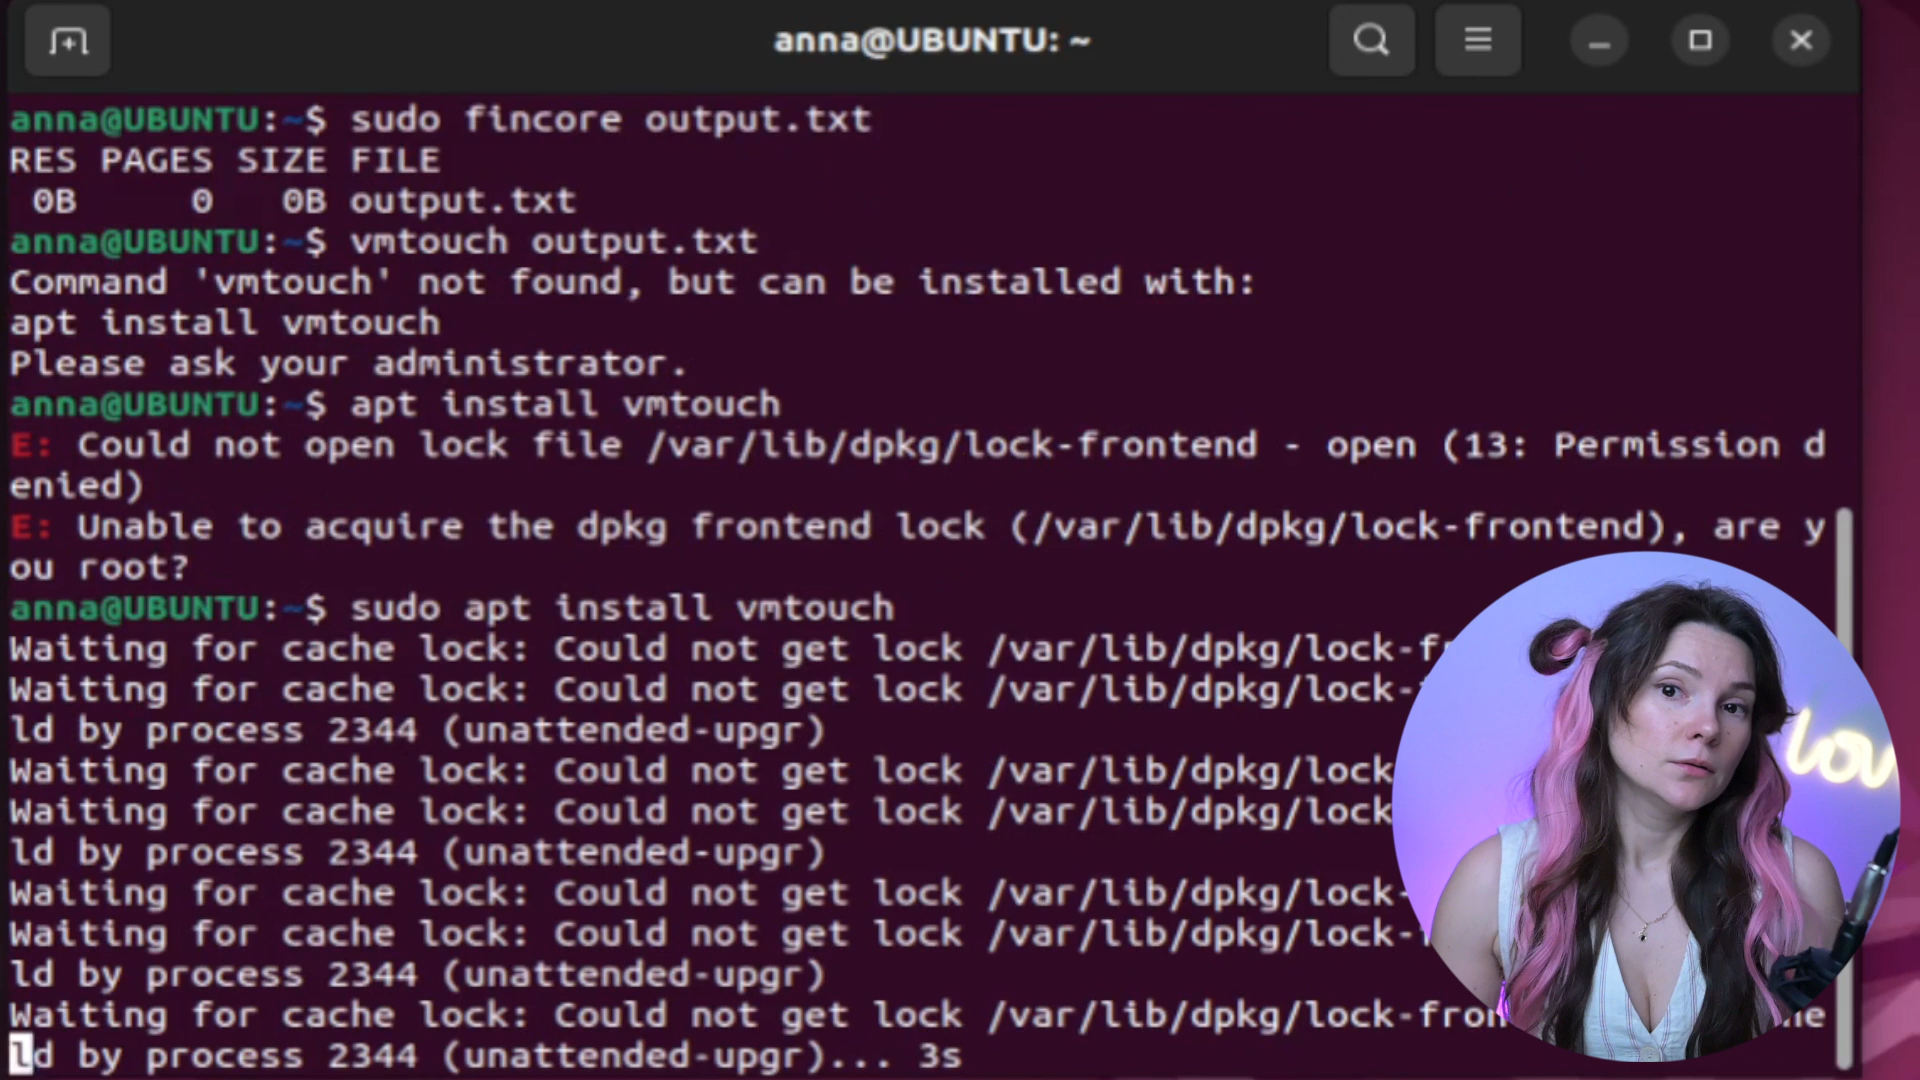 anna@UBUNTU: ~
anna@UBUNTU:~$ sudo fincore output.txt
RES PAGES SIZE FILE
0B 0 0B output.txt
anna@UBUNTU:~$ vmtouch output.txt
Command 'vmtouch' not found, but can be installed with:
apt install vmtouch
Please ask your administrator.
anna@UBUNTU:~$ apt install vmtouch
E: Could not open lock file /var/lib/dpkg/lock-frontend - open (13: Permission d
enied)
E: Unable to acquire the dpkg frontend lock (/var/lib/dpkg/lock-frontend), are y
ou root?
anna@UBUNTU:~$ sudo apt install vmtouch
Waiting for cache lock: Could not get lock /var/lib/dpkg/lock-fr
Waiting for cache lock: Could not get lock /var/lib/dpkg/lock-
ld by process 2344 (unattended-upgr)
Waiting for cache lock: Could not get lock /var/lib/dpkg/lock
Waiting for cache lock: Could not get lock /var/lib/dpkg/lock
ld by process 2344 (unattended-upgr)
Waiting for cache lock: Could not get lock /var/lib/dpkg/lock-
Waiting for cache lock: Could not get lock /var/lib/dpkg/lock-
ld by process 2344 (unattended-upgr)
Waiting for cache lock: Could not get lock /var/lib/dpkg/lock-fron he
ld by process 2344 (unattended-upgr)... 3s
lov